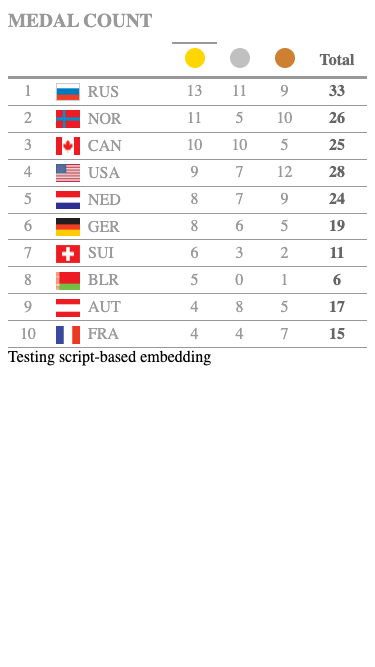 MEDAL COUNT
Total
1 RUS 13 11 9 33
2 NOR 11 5 10 26
3 CAN 10 10 5 25
4 USA 9 7 12 28
5 NED 8 7 9 24
6 GER 8 6 5 19
7 SUI 6 3 2 11
8 BLR 5 0 1 6
9 AUT 4 8 5 17
10 FRA 4 4 7 15
Testing script-based embedding